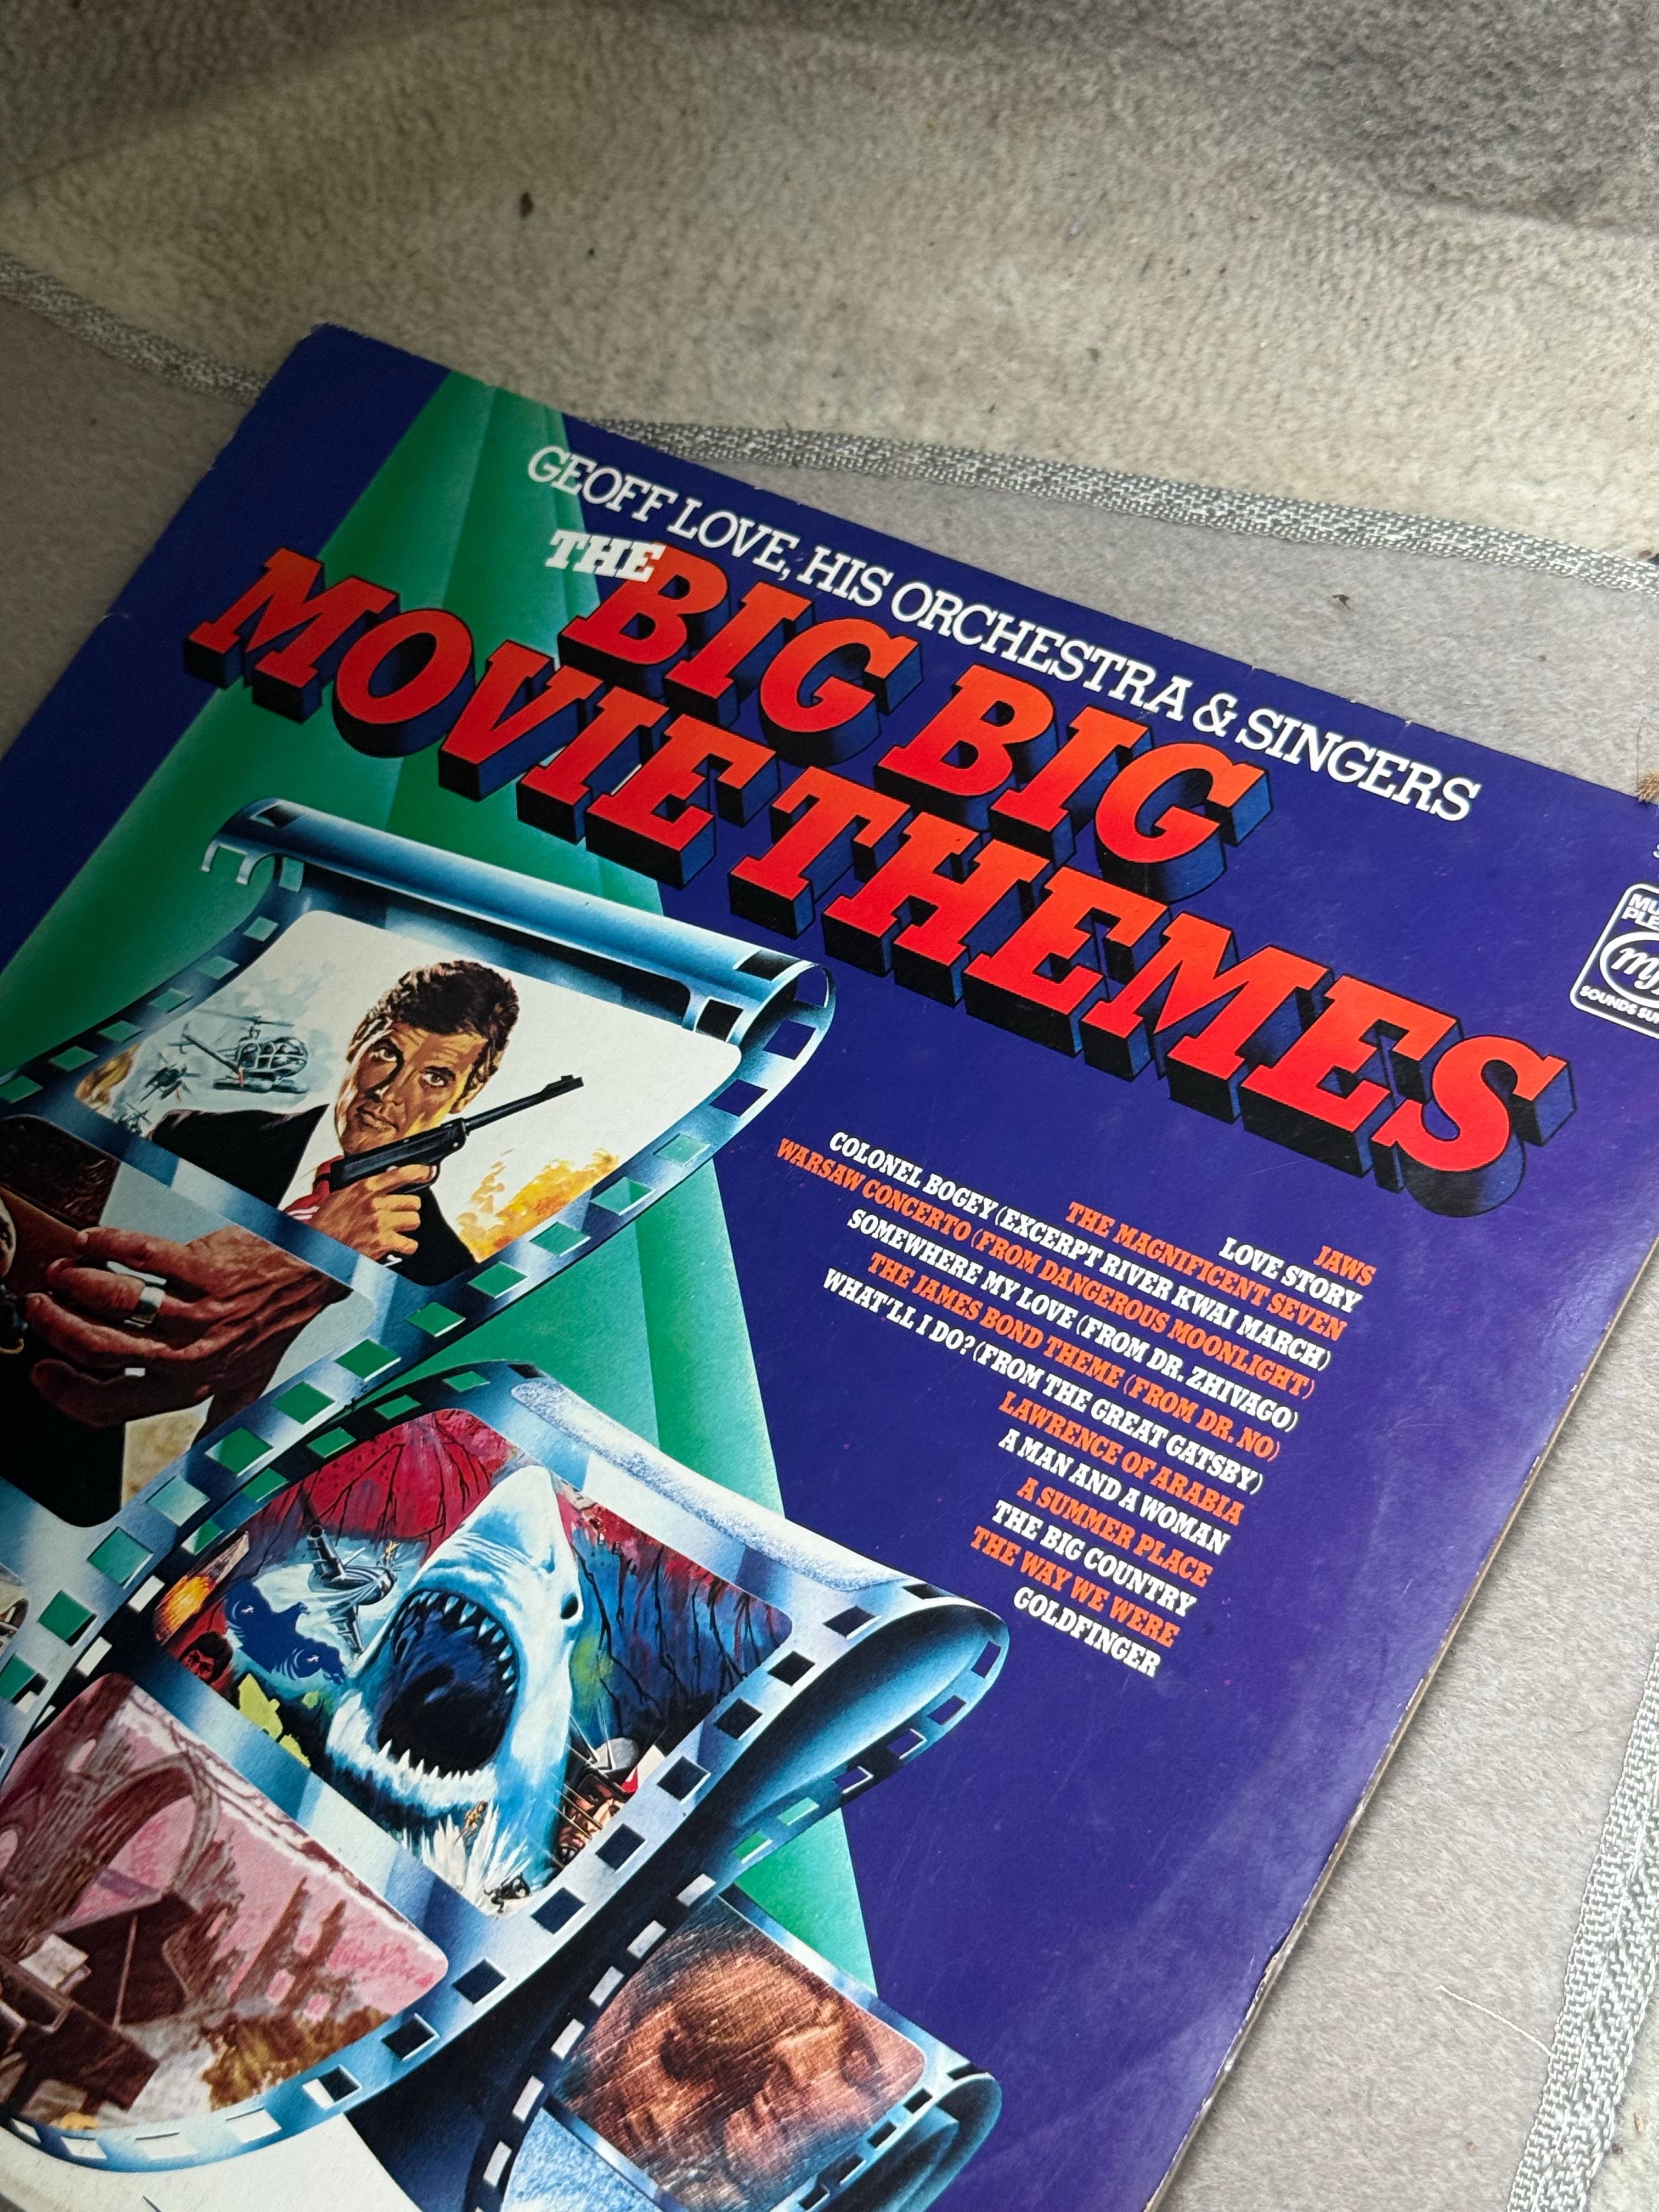 GEOFF LOVE, HIS ORCHESTRA & SINGERS
THE BIG BIG
MOVIE THEMES
JAWS
LOVE STORY
THE MAGNIFICENT SEVEN
COLONEL BOGEY (EXCERPT RIVER KWAI MARCH)
WARSAW CONCERTO (FROM DANGEROUS MOONLIGHT)
SOMEWHERE MY LOVE (FROM DR. ZHIVAGO)
THE JAMES BOND THEME (FROM DR. NO)
WHAT'LL I DO? (FROM THE GREAT GATSBY)
LAWRENCE OF ARABIA
A MAN AND A WOMAN
A SUMMER PLACE
THE BIG COUNTRY
THE WAY WE WERE
GOLDFINGER
SOUNDS